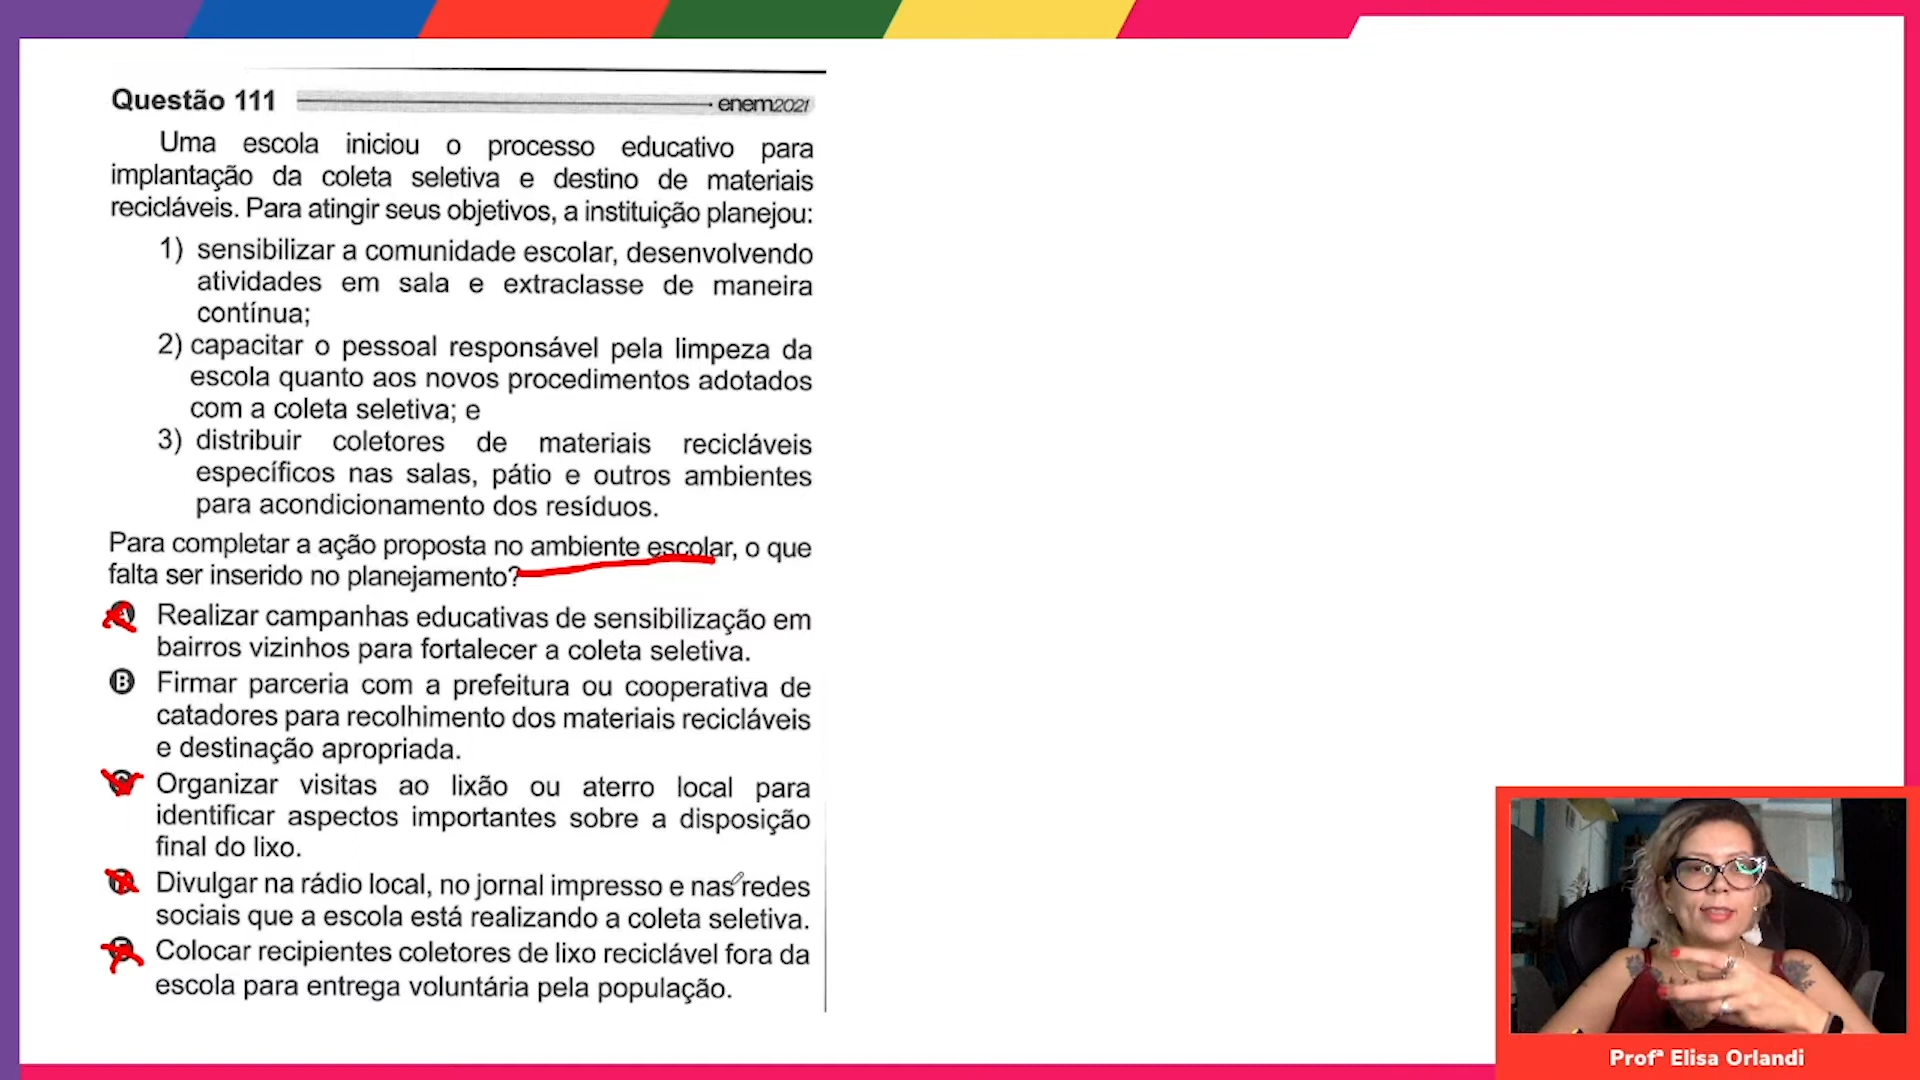 Questão 111
enem2021
Uma escola iniciou o processo educativo para
implantação da coleta seletiva e destino de materiais
recicláveis. Para atingir seus objetivos, a instituição planejou:
1) sensibilizar a comunidade escolar, desenvolvendo
atividades em sala e extraclasse de maneira
contínua;
2) capacitar o pessoal responsável pela limpeza da
escola quanto aos novos procedimentos adotados
com a coleta seletiva; e
3) distribuir coletores de materiais recicláveis
específicos nas salas, pátio e outros ambientes
para acondicionamento dos resíduos.
Para completar a ação proposta no ambiente escolar, o que
falta ser inserido no planejamento?
A Realizar campanhas educativas de sensibilização em
bairros vizinhos para fortalecer a coleta seletiva.
B Firmar parceria com a prefeitura ou cooperativa de
catadores para recolhimento dos materiais recicláveis
e destinação apropriada.
C Organizar visitas ao lixão ou aterro local para
identificar aspectos importantes sobre a disposição
final do lixo.
D Divulgar na rádio local, no jornal impresso e nas redes
sociais que a escola está realizando a coleta seletiva.
E Colocar recipientes coletores de lixo reciclável fora da
escola para entrega voluntária pela população.
Profª Elisa Orlandi